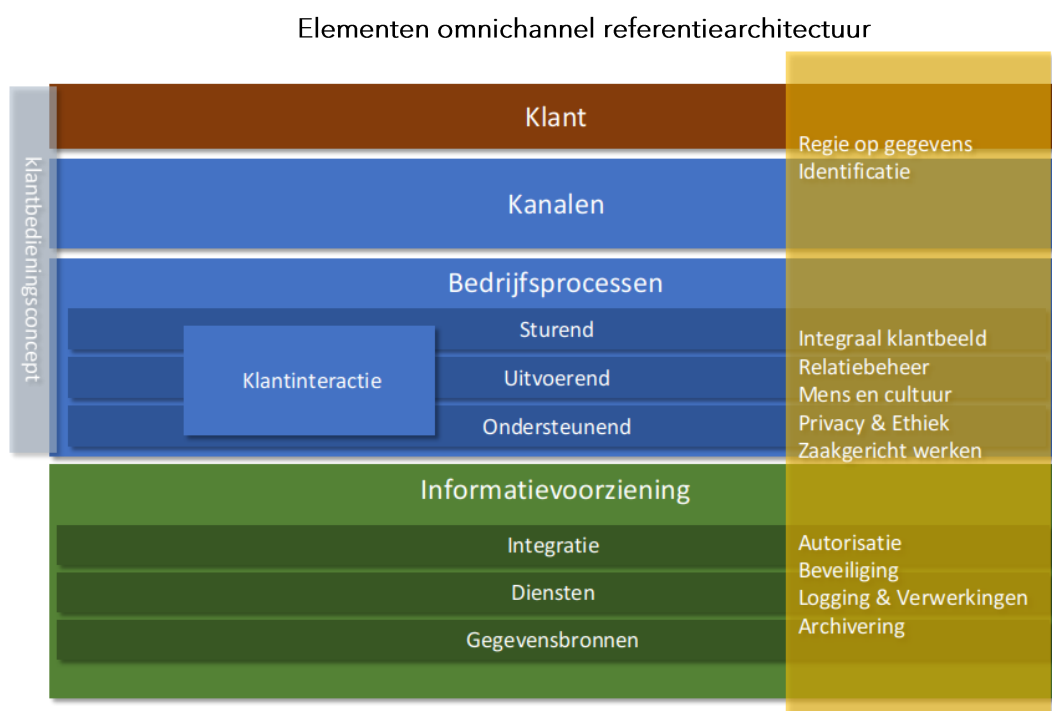 Elementen omnichannel referentiearchitectuur
klantbedieningsconcept
Klant
Regie op gegevens
Identificatie
Kanalen
Bedrijfsprocessen
Sturend
Klantinteractie
Uitvoerend
Ondersteunend
Integraal klantbeeld
Relatiebeheer
Mens en cultuur
Privacy & Ethiek
Zaakgericht werken
Informatievoorziening
Integratie
Diensten
Gegevensbronnen
Autorisatie
Beveiliging
Logging & Verwerkingen
Archivering